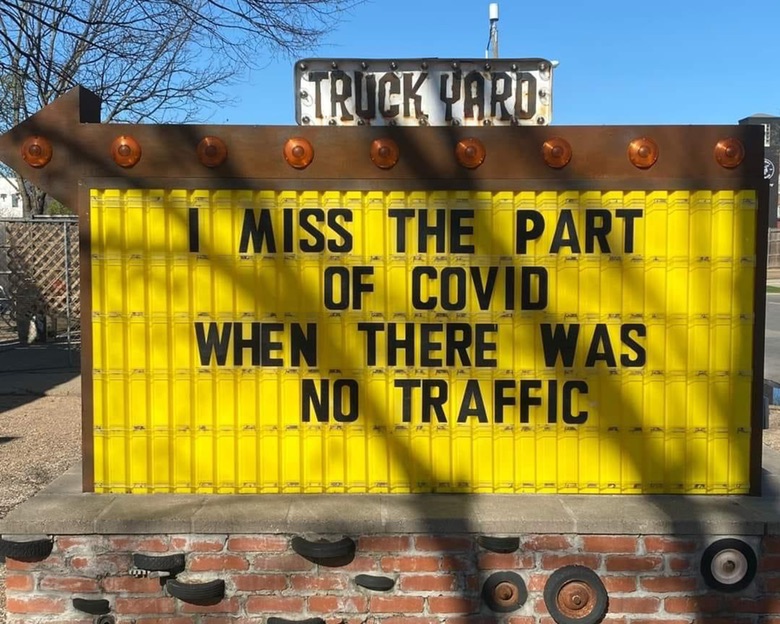 TRUCK YARD
I MISS THE PART
OF COVID
WHEN THERE WAS
NO TRAFFIC